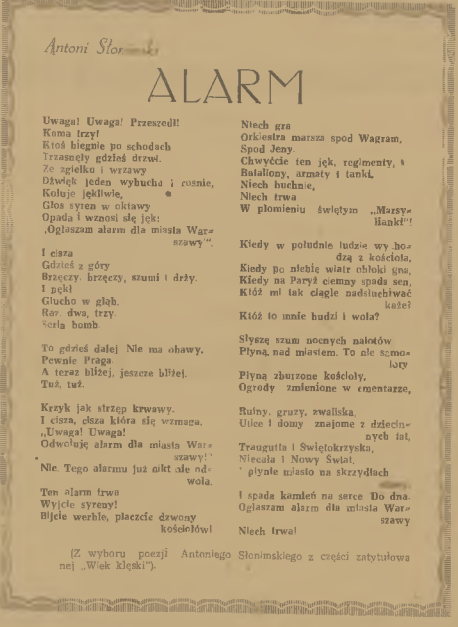 Antoni Sło
ALARM
Uwaga! Uwaga! Przeszedł!
Koma trzy!
Ktoś biegnie po schodach
Trzasnęły gdzieś drzwi.
Ze zgiełku i wrzawy
Dźwięk jeden wybucha i rośnie,
Kołuje jękliwie,
Głos syren w oktawy
Opada i wznosi się jęk:
„Ogłaszam alarm dla miasta War-
szawy".
I cisza
Gdzieś z góry
Brzęczy, brzęczy, szumi i drży.
I pękł
Głucho w głąb.
Raz, dwa, trzy.
Seria bomb.
To gdzieś dalej Nie ma obawy.
Pewnie Praga.
A teraz bliżej, jeszcze bliżej.
Tuż, tuż.
Krzyk jak strzęp krwawy.
I cisza, cisza która się wzmaga.
„Uwaga! Uwaga!
Odwołuję alarm dla miasta War-
szawy!"
Nie. Tego alarmu już nikt nie od-
woła.
Ten alarm trwa
Wyjcie syreny!
Bijcie werble, płaczcie dzwony
kościołów!
Niech gra
Orkiestra marsza spod Wagram,
Spod Jeny.
Chwyćcie ten jęk, regimenty,
Bataliony, armaty i tanki,
Niech buchnie,
Niech trwa
W płomieniu świętym „Marsy-
lianki"!
Kiedy w południe ludzie wycho-
dzą z kościoła,
Kiedy po niebie wiatr obłoki gna,
Kiedy na Paryż ciemny spada sen,
Któż mi tak ciągle nadsłuchiwać
każe?
Któż to mnie budzi i woła?
Słyszę szum nocnych nalotów
Płyną nad miastem. To nie samo-
loty
Płyną zburzone kościoły,
Ogrody zmienione w cmentarze,
Ruiny, gruzy, zwaliska,
Ulice i domy znajome z dziecin-
nych lat,
Traugutta i Świętokrzyska,
Niecała i Nowy Świat.
płynie miasto na skrzydłach
I spada kamień na serce Do dna.
Ogłaszam alarm dla miasta War-
szawy
Niech trwa!
(Z wyboru poezji Antoniego Słonimskiego z części zatytułowa
nej „Wiek klęski").